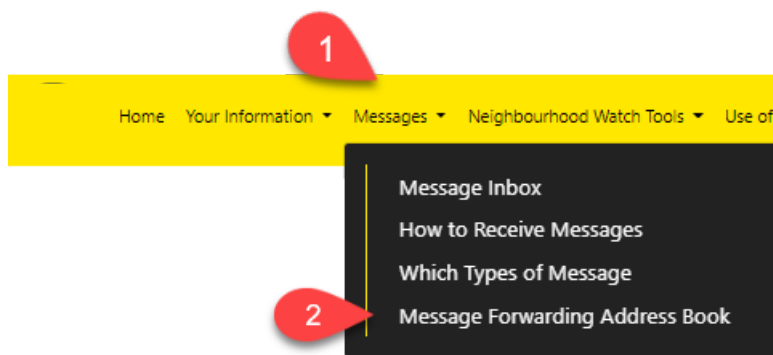 1
Home Your Information Messages Neighbourhood Watch Tools Use of
Message Inbox
How to Receive Messages
Which Types of Message
2 Message Forwarding Address Book